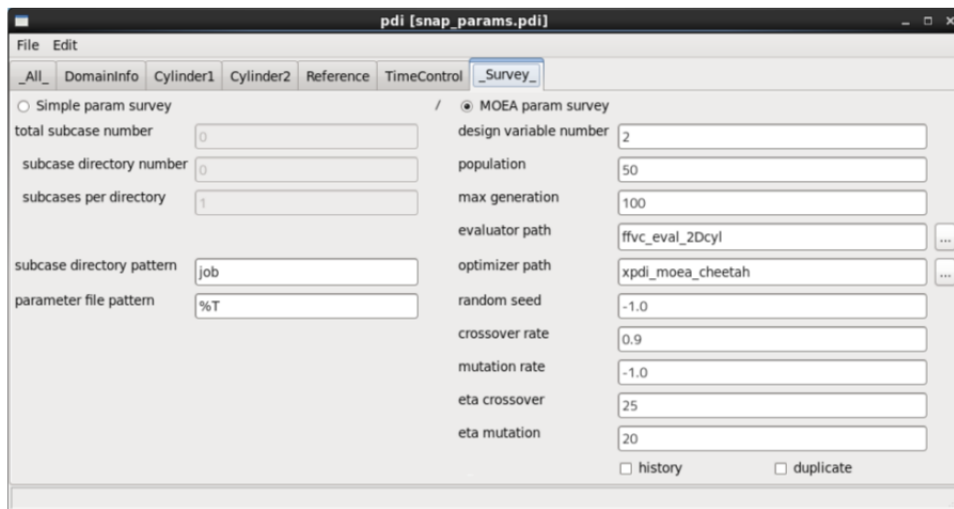 pdi [snap_params.pdi]
File Edit
_All_ DomainInfo Cylinder1 Cylinder2 Reference TimeControl _Survey_
Simple param survey / MOEA param survey
total subcase number 0 design variable number 2
subcase directory number 0 population 50
subcases per directory 1 max generation 100
evaluator path ffvc_eval_2Dcyl ...
subcase directory pattern job optimizer path xpdi_moea_cheetah ...
parameter file pattern %T random seed -1.0
crossover rate 0.9
mutation rate -1.0
eta crossover 25
eta mutation 20
history duplicate